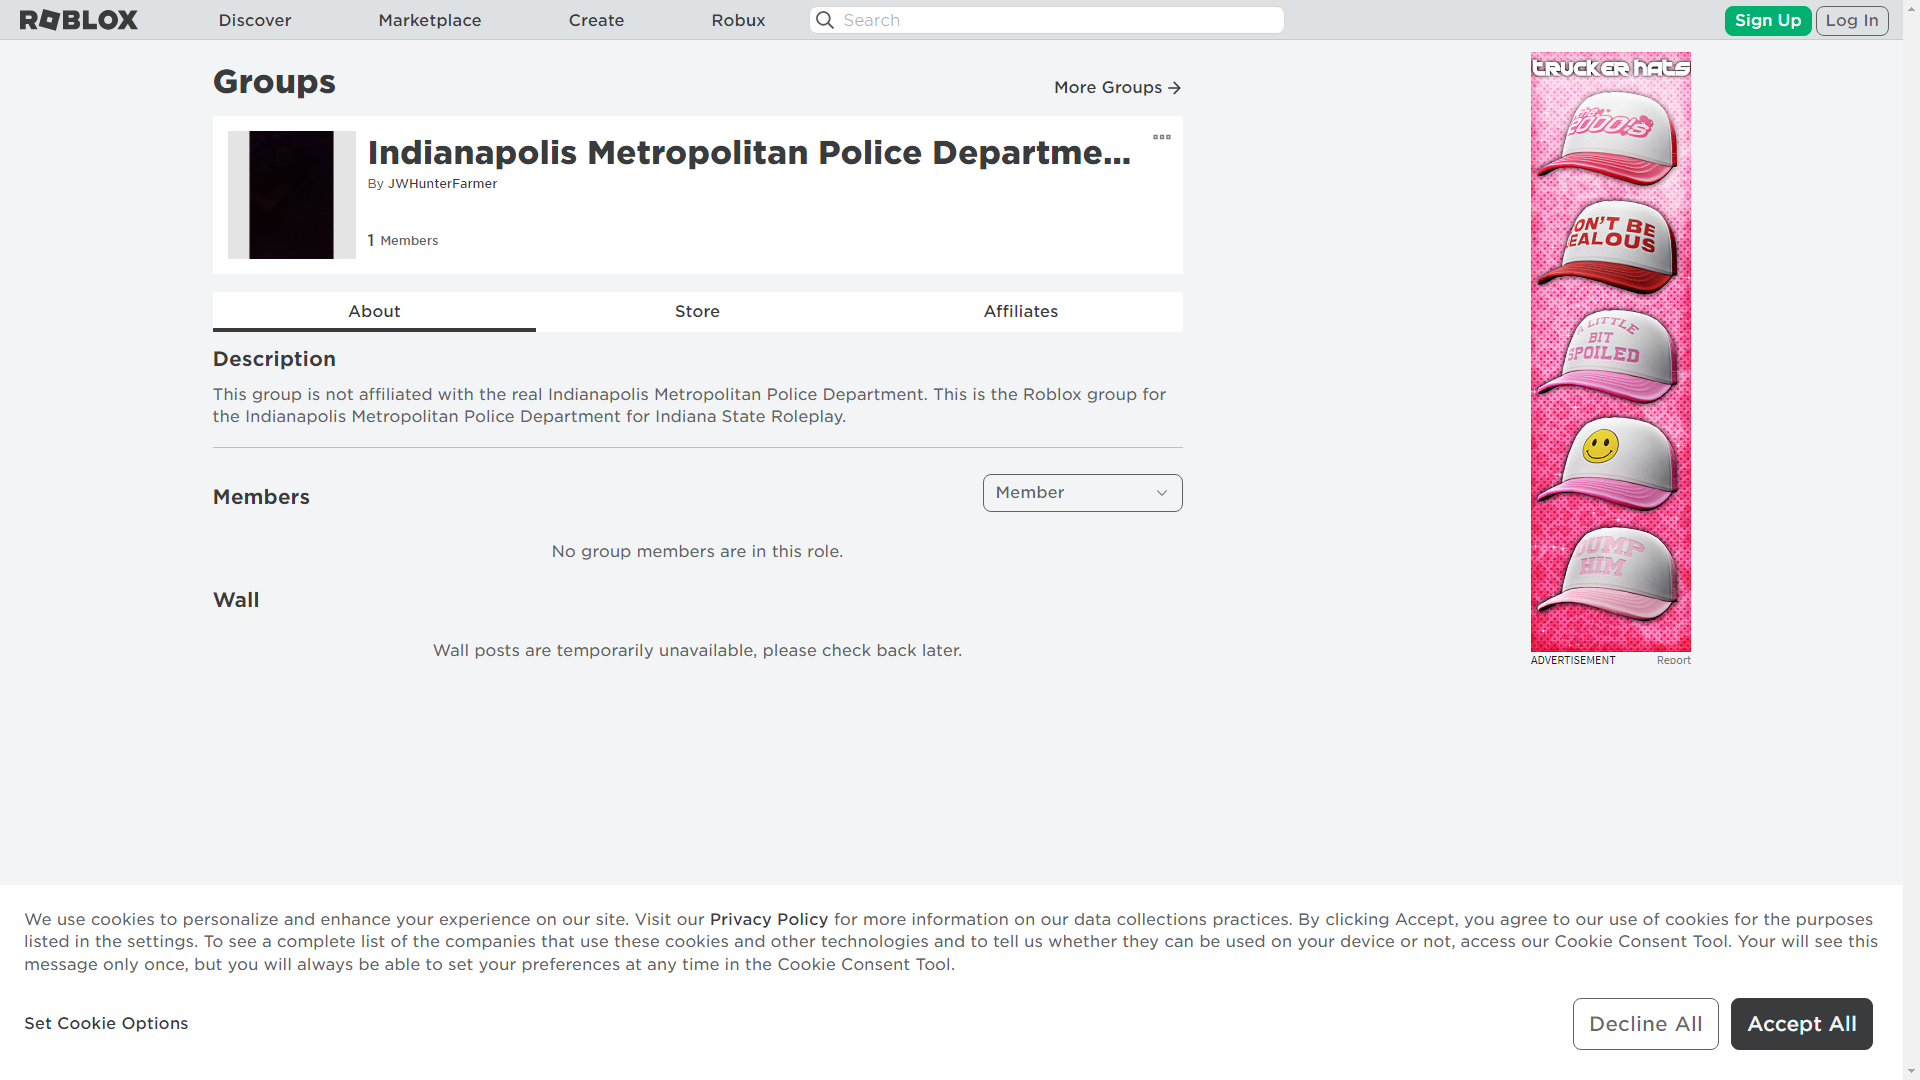 ROBLOX
Discover
Marketplace
Create
Robux
Search
Sign Up
Log In
Groups
More Groups
Indianapolis Metropolitan Police Departme...
By JWHunterFarmer
1 Members
About
Store
Affiliates
Description
This group is not affiliated with the real Indianapolis Metropolitan Police Department. This is the Roblox group for
the Indianapolis Metropolitan Police Department for Indiana State Roleplay.
Members
Member
No group members are in this role.
Wall
Wall posts are temporarily unavailable, please check back later.
TRUCKER HATS
THE
2000's
ON'T BE
EALOUS
A LITTLE
BIT
SPOILED
JUMP
HIM
ADVERTISEMENT
Report
We use cookies to personalize and enhance your experience on our site. Visit our Privacy Policy for more information on our data collections practices. By clicking Accept, you agree to our use of cookies for the purposes
listed in the settings. To see a complete list of the companies that use these cookies and other technologies and to tell us whether they can be used on your device or not, access our Cookie Consent Tool. Your will see this
message only once, but you will always be able to set your preferences at any time in the Cookie Consent Tool.
Set Cookie Options
Decline All
Accept All